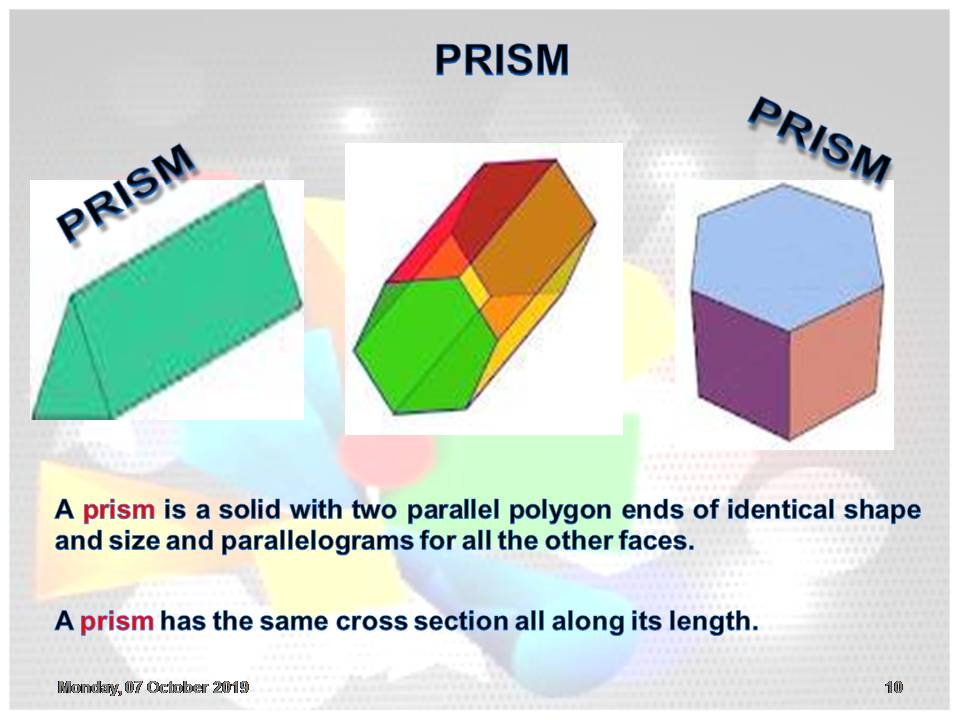 PRISM
PRISM
PRISM
A prism is a solid with two parallel polygon ends of identical shape
and size and parallelograms for all the other faces.
A prism has the same cross section all along its length.
Monday, 07 October 2019
10